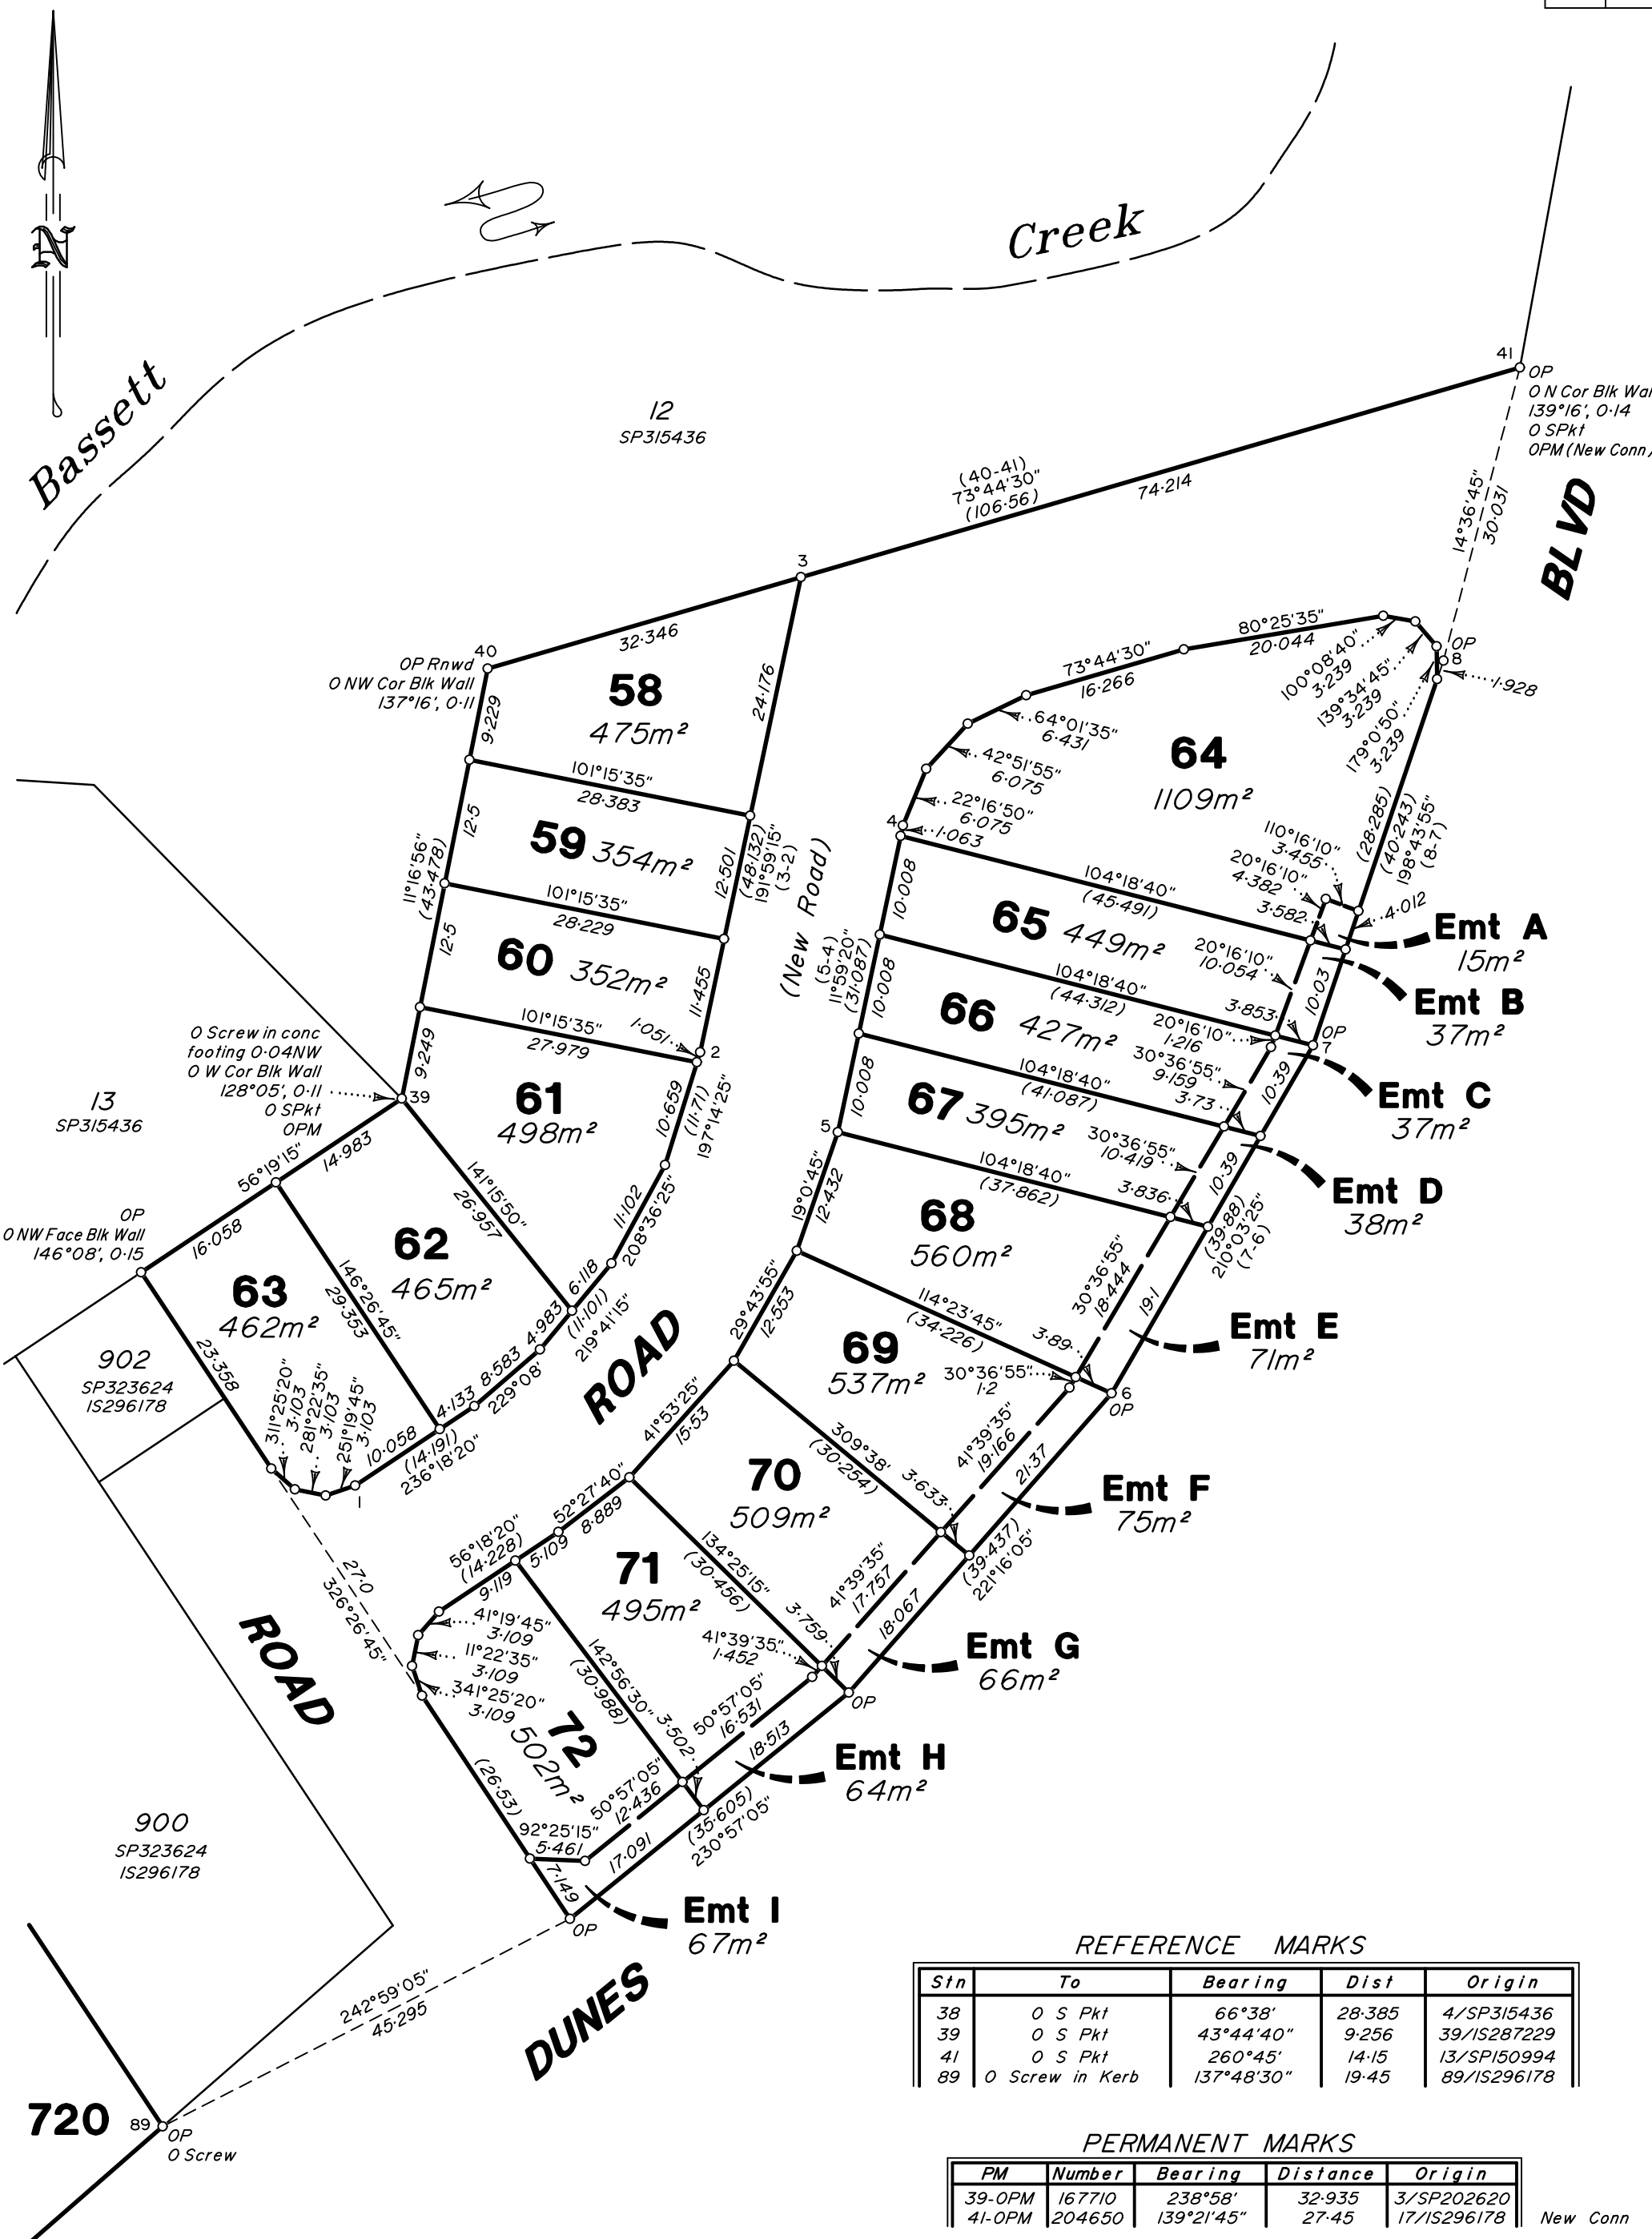 N
Bassett
Creek
12
SP315436
(40-41)
73°44'30"
(106·56)
74·214
41
OP
O N Cor Blk Wal
139°16', 0·14
O SPkt
OPM (New Conn)
14°36'45"
30·031
BLVD
3
32·346
40
OP Rnwd
O NW Cor Blk Wall
137°16', 0·11
9·229
58
475m²
24·176
101°15'35"
28·383
12·5
59 354m²
12·501
(48·132)
191°59'15"
(3-2)
11°16'56"
(43·478)
101°15'35"
28·229
12·5
60 352m²
11·455
101°15'35"
27·979
1·051
2
9·249
(New Road)
O Screw in conc
footing 0·04NW
O W Cor Blk Wall
128°05', 0·11
O SPkt
OPM
39
61
498m²
10·659
(11·71)
197°14'25"
11·102
208°36'25"
13
SP315436
56°19'15"
14·983
141°15'50"
26·957
6·118
(11·101)
219°41'15"
4·983
OP
O NW Face Blk Wall
146°08', 0·15
16·058
62
465m²
146°26'45"
29·353
63
462m²
8·583
229°08'
4·133
(14·191)
236°18'20"
10·058
23·358
311°25'20"
3·103
281°22'35"
3·103
251°19'45"
3·103
1
902
SP323624
IS296178
ROAD
27·0
326°26'45"
73°44'30"
16·266
80°25'35"
20·044
100°08'40"
3·239
139°34'45"
3·239
179°0'50"
3·239
OP
8
1·928
64°01'35"
6·431
42°51'55"
6·075
22°16'50"
6·075
4
1·063
64
1109m²
(28·285)
(40·243)
198°43'55"
(8-7)
110°16'10"
3·455
20°16'10"
4·382
3·582
4·012
104°18'40"
(45·491)
10·008
65 449m²
20°16'10"
10·054
10·03
Emt A
15m²
Emt B
37m²
(5-4)
11°59'20"
(31·087)
104°18'40"
(44·312)
3·853
OP
7
10·008
66 427m²
20°16'10"
1·216
30°36'55"
9·159
3·73
10·39
Emt C
37m²
104°18'40"
(41·087)
10·008
67 395m²
30°36'55"
10·419
10·39
Emt D
38m²
5
104°18'40"
(37·862)
3·836
19°0'45"
12·432
68
560m²
30°36'55"
18·444
(39·88)
210°03'25"
(7-6)
19·1
Emt E
71m²
114°23'45"
(34·226)
3·89
6
OP
29°43'55"
12·553
69
537m²
30°36'55"
1·2
41°39'35"
19·166
21·37
Emt F
75m²
309°38'
(30·254)
3·633
41°53'25"
15·53
70
509m²
(39·437)
221°16'05"
41°39'35"
17·757
18·067
Emt G
66m²
134°25'15"
(30·456)
3·759
OP
52°27'40"
8·889
56°18'20"
(14·228)
5·109
9·119
71
495m²
41°39'35"
1·452
50°57'05"
16·531
18·513
Emt H
64m²
142°56'30"
(30·988)
3·502
(35·605)
230°57'05"
41°19'45"
3·109
11°22'35"
3·109
341°25'20"
3·109
72
502m²
(26·53)
50°57'05"
12·436
92°25'15"
5·461
17·091
7·149
OP
Emt I
67m²
ROAD
900
SP323624
IS296178
242°59'05"
45·295
DUNES
720
89
OP
O Screw
REFERENCE MARKS
Stn To Bearing Dist Origin
38 O S Pkt 66°38' 28·385 4/SP315436
39 O S Pkt 43°44'40" 9·256 39/IS287229
41 O S Pkt 260°45' 14·15 13/SP150994
89 O Screw in Kerb 137°48'30" 19·45 89/IS296178
PERMANENT MARKS
PM Number Bearing Distance Origin
39-OPM 167710 238°58' 32·935 3/SP202620
41-OPM 204650 139°21'45" 27·45 17/IS296178 New Conn